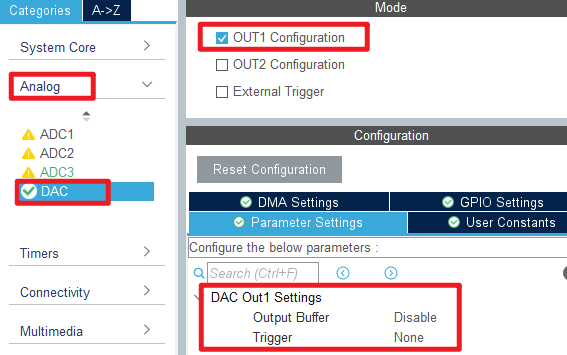 Categories
A->Z
System Core
Analog
ADC1
ADC2
ADC3
DAC
Timers
Connectivity
Multimedia
Mode
OUT1 Configuration
OUT2 Configuration
External Trigger
Configuration
Reset Configuration
DMA Settings
GPIO Settings
Parameter Settings
User Constants
Configure the below parameters :
Search (Ctrl+F)
DAC Out1 Settings
Output Buffer Disable
Trigger None